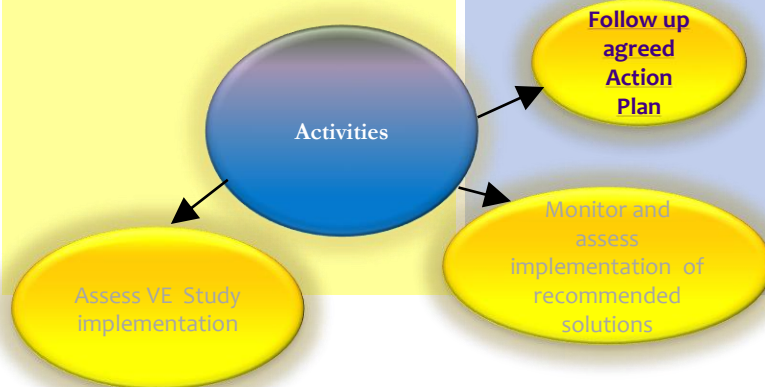 Follow up
agreed
Action
Plan
Activities
Monitor and
assess
implementation of
recommended
solutions
Assess VE Study
implementation